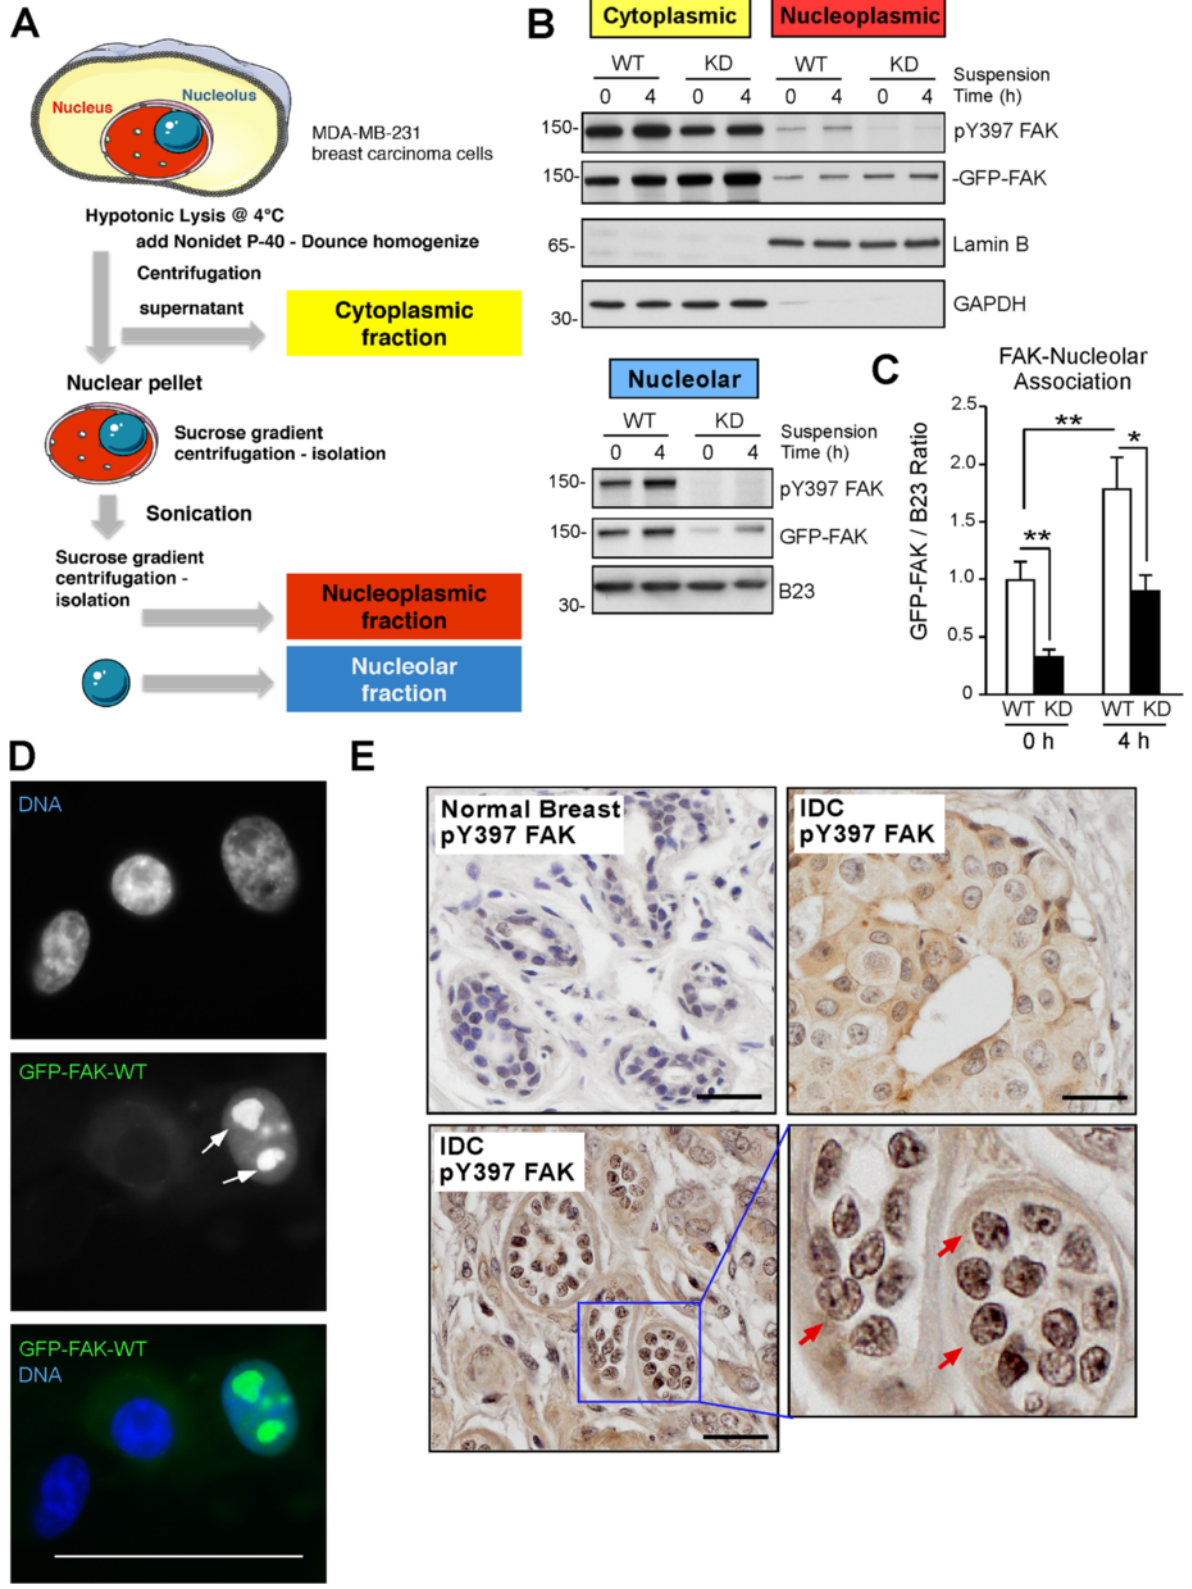 A
Nucleus
Nucleolus
MDA-MB-231
breast carcinoma cells
Hypotonic Lysis @ 4°C
add Nonidet P-40 - Dounce homogenize
Centrifugation
supernatant
Cytoplasmic
fraction
Nuclear pellet
Sucrose gradient
centrifugation - isolation
Sonication
Sucrose gradient
centrifugation -
isolation
Nucleoplasmic
fraction
Nucleolar
fraction
B
Cytoplasmic
Nucleoplasmic
WT KD WT KD
Suspension
0 4 0 4 0 4 0 4 Time (h)
150- pY397 FAK
150- -GFP-FAK
65- Lamin B
30- GAPDH
Nucleolar
WT KD
Suspension
0 4 0 4 Time (h)
150- pY397 FAK
150- GFP-FAK
30- B23
C
FAK-Nucleolar
Association
GFP-FAK / B23 Ratio
2.5
2.0
1.5
1.0
0.5
0
**
*
**
WT KD WT KD
0 h 4 h
D
DNA
GFP-FAK-WT
GFP-FAK-WT
DNA
E
Normal Breast
pY397 FAK
IDC
pY397 FAK
IDC
pY397 FAK